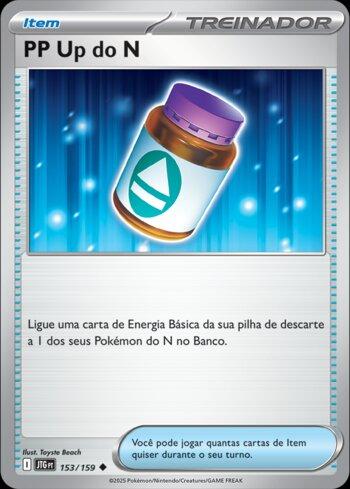 Item
TREINADOR
PP Up do N
Ligue uma carta de Energia Básica da sua pilha de descarte
a 1 dos seus Pokémon do N no Banco.
Ilust. Toyste Beach
I JTG PT 153/159
Você pode jogar quantas cartas de Item
quiser durante o seu turno.
©2025 Pokémon/Nintendo/Creatures/GAME FREAK